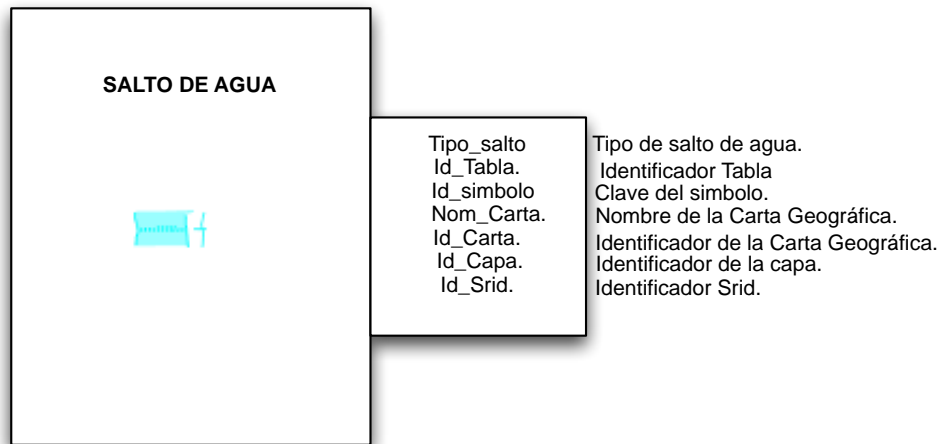 SALTO DE AGUA
Tipo_salto Tipo de salto de agua.
Id_Tabla. Identificador Tabla
Id_simbolo Clave del simbolo.
Nom_Carta. Nombre de la Carta Geográfica.
Id_Carta. Identificador de la Carta Geográfica.
Id_Capa. Identificador de la capa.
Id_Srid. Identificador Srid.